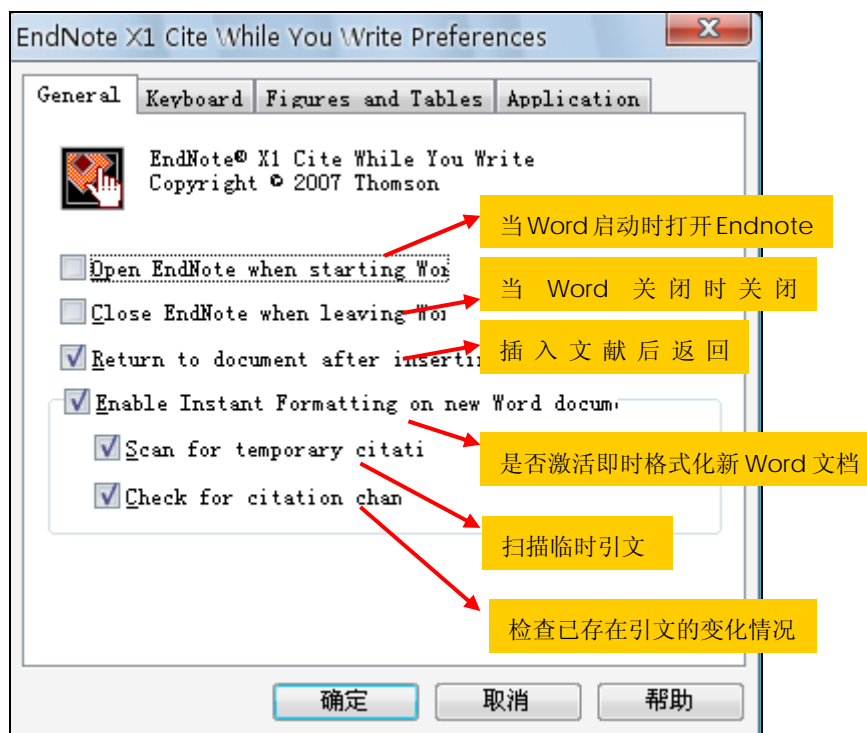 EndNote X1 Cite While You Write Preferences
General Keyboard Figures and Tables Application
EndNote® X1 Cite While You Write
Copyright © 2007 Thomson
当Word启动时打开Endnote
Open EndNote when starting Wor
当 Word 关闭时关闭
Close EndNote when leaving Wor
插入文献后返回
Return to document after inserti
Enable Instant Formatting on new Word docum
是否激活即时格式化新 Word 文档
Scan for temporary citati
Check for citation chan
扫描临时引文
检查已存在引文的变化情况
确定 取消 帮助